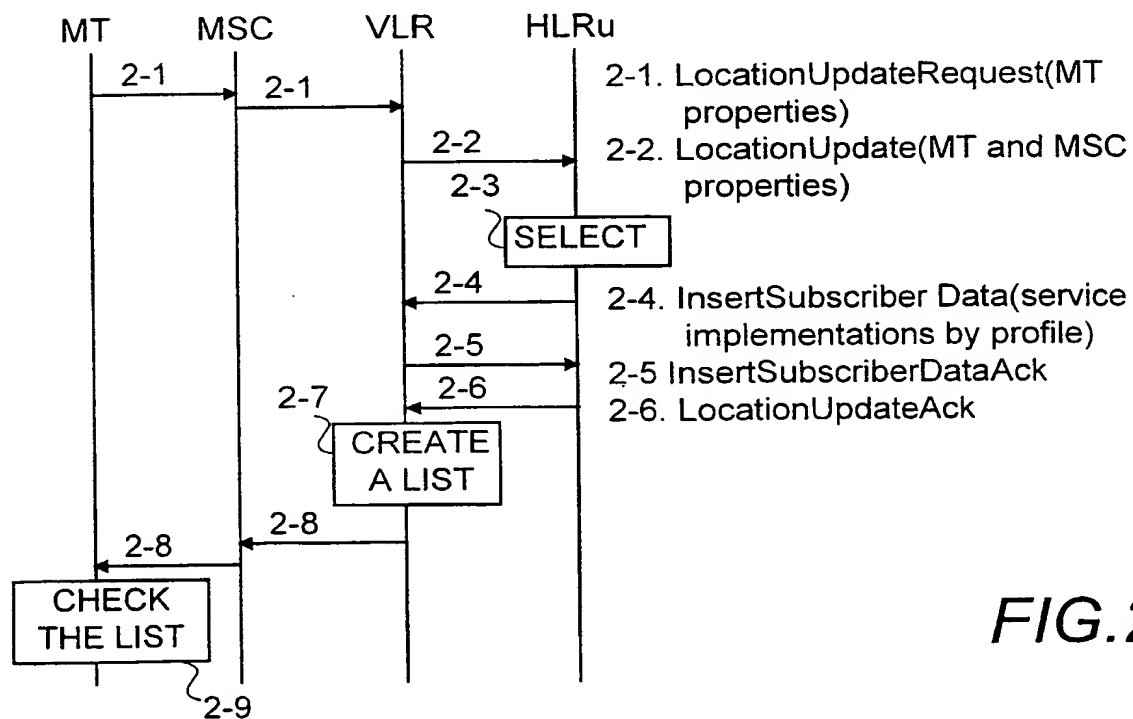 MT MSC VLR HLRu
2-1
2-1
2-1. LocationUpdateRequest(MT
properties)
2-2
2-2. LocationUpdate(MT and MSC
properties)
2-3
SELECT
2-4
2-4. InsertSubscriber Data(service
implementations by profile)
2-5
2-5 InsertSubscriberDataAck
2-6
2-6. LocationUpdateAck
2-7
CREATE
A LIST
2-8
2-8
CHECK
THE LIST
2-9
FIG.2